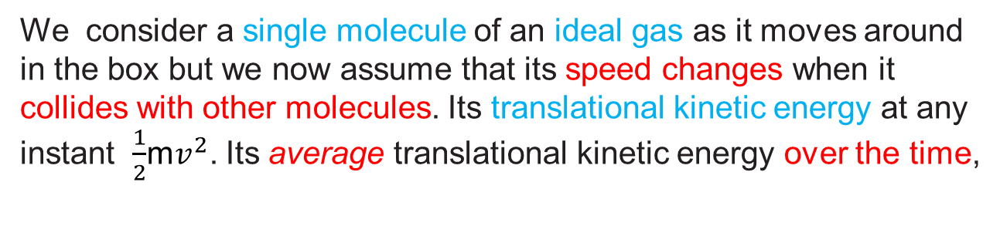 We consider a single molecule of an ideal gas as it moves around
in the box but we now assume that its speed changes when it
collides with other molecules. Its translational kinetic energy at any
instant $\frac{1}{2}$m$v^2$. Its average translational kinetic energy over the time,